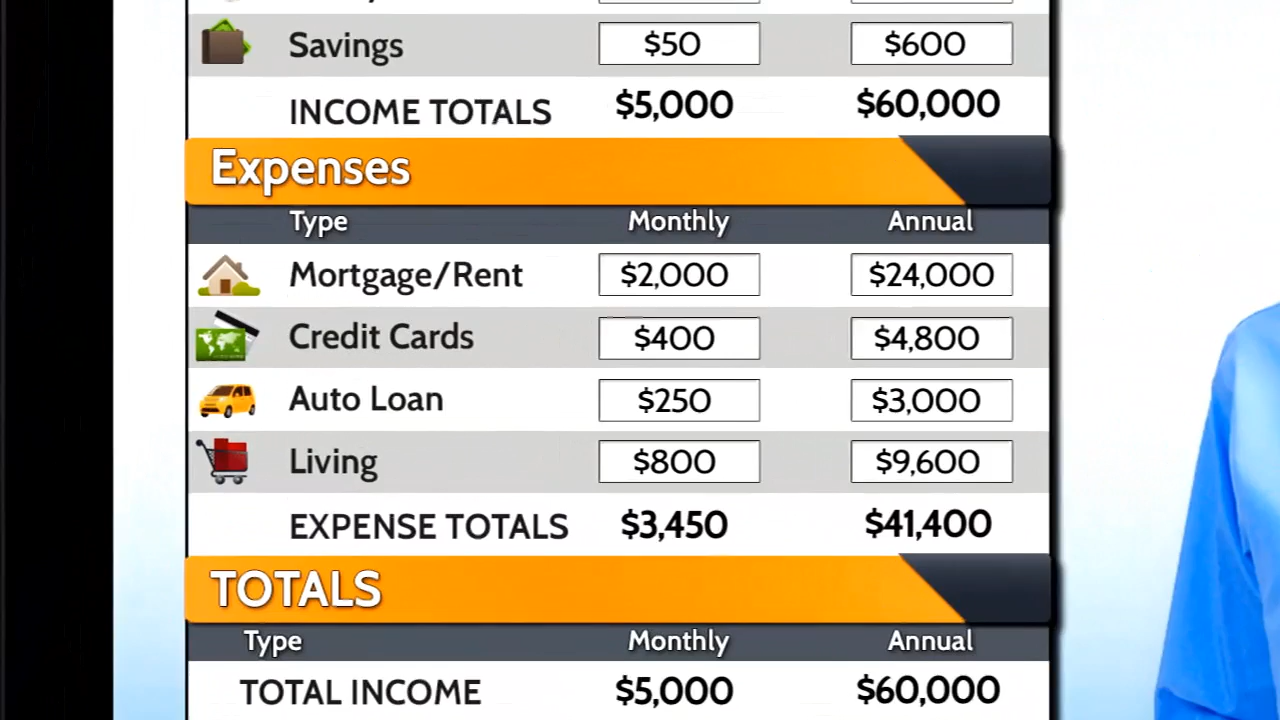 Savings $50 $600
INCOME TOTALS $5,000 $60,000
Expenses
Type Monthly Annual
Mortgage/Rent $2,000 $24,000
Credit Cards $400 $4,800
Auto Loan $250 $3,000
Living $800 $9,600
EXPENSE TOTALS $3,450 $41,400
TOTALS
Type Monthly Annual
TOTAL INCOME $5,000 $60,000